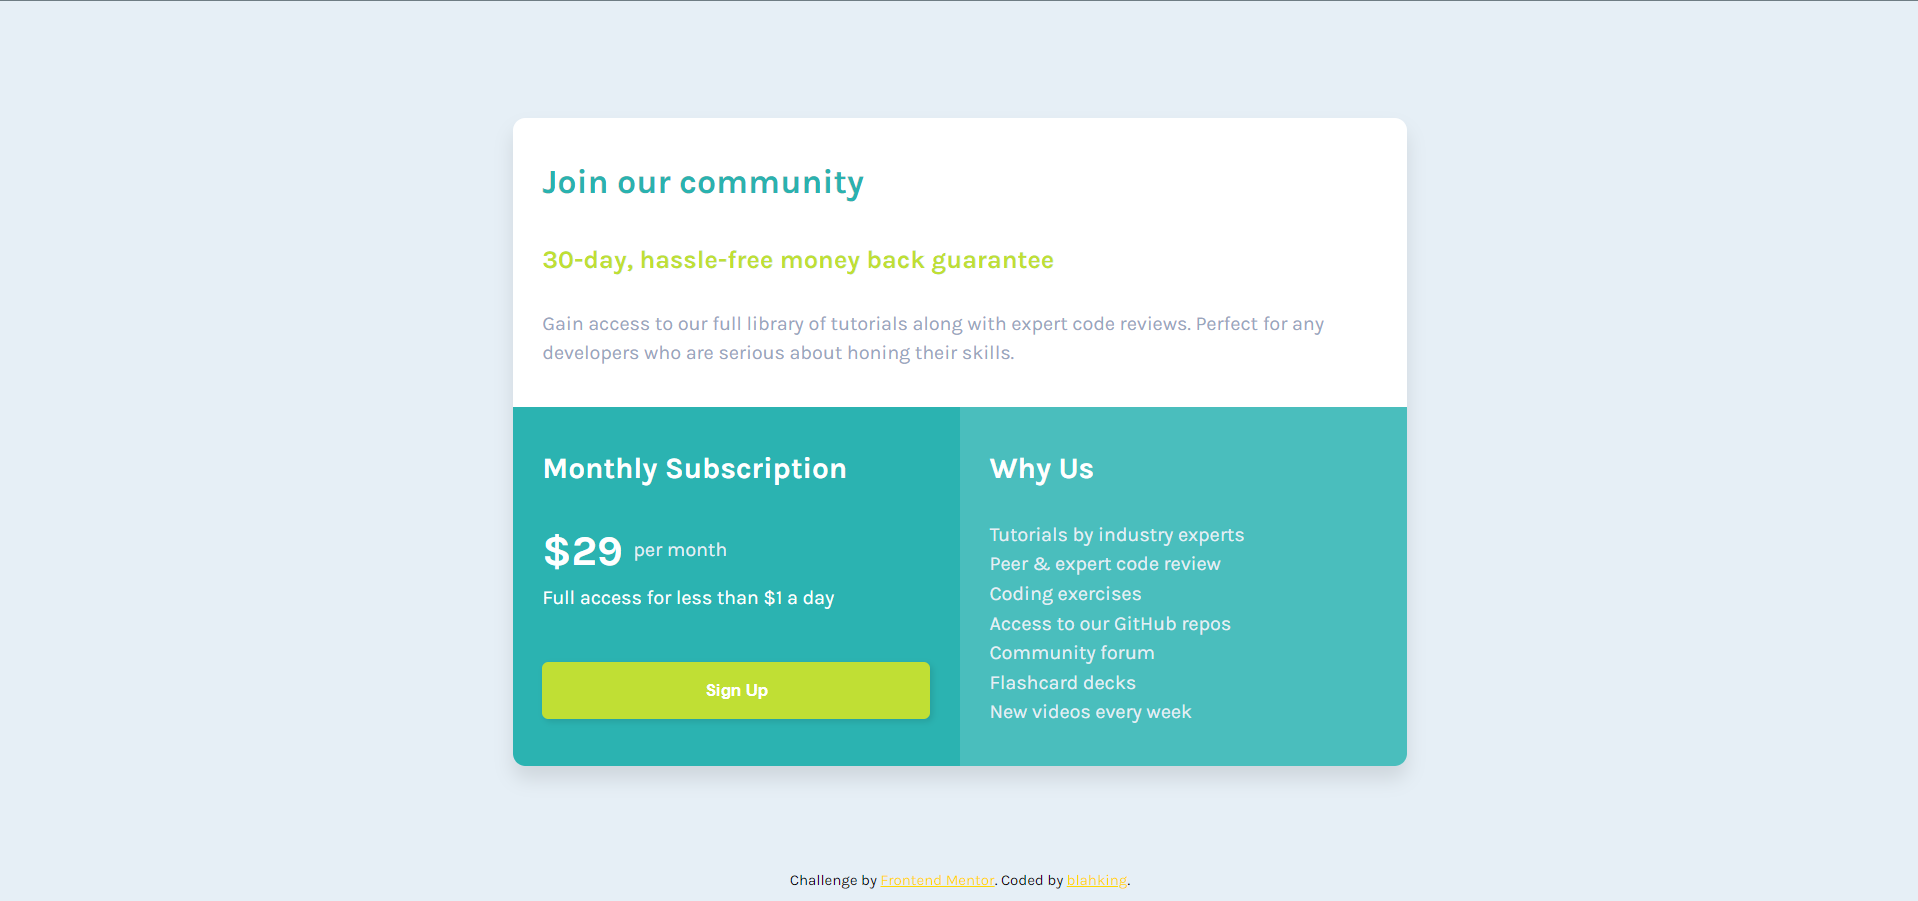 Join our community
30-day, hassle-free money back guarantee
Gain access to our full library of tutorials along with expert code reviews. Perfect for any
developers who are serious about honing their skills.
Monthly Subscription
$29 per month
Full access for less than $1 a day
Sign Up
Why Us
Tutorials by industry experts
Peer & expert code review
Coding exercises
Access to our GitHub repos
Community forum
Flashcard decks
New videos every week
Challenge by Frontend Mentor. Coded by blahking.